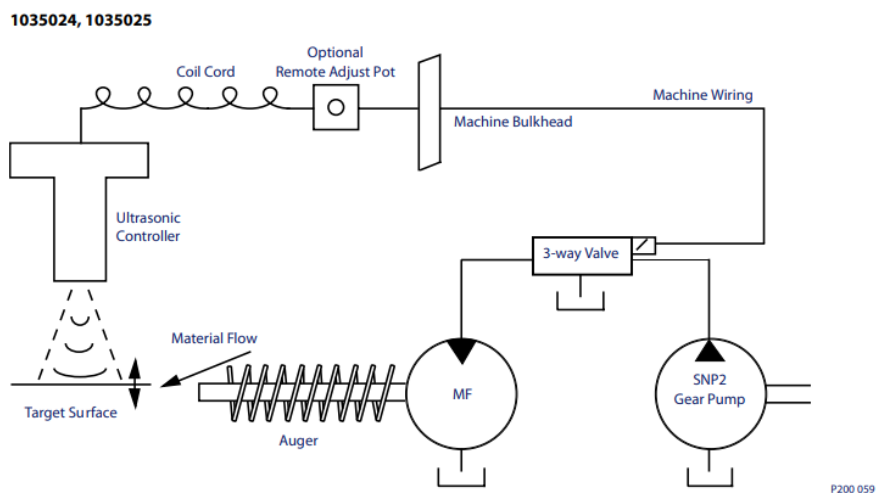 1035024, 1035025
Optional
Remote Adjust Pot
Coil Cord
Machine Wiring
Machine Bulkhead
Ultrasonic
Controller
3-way Valve
Material Flow
MF
SNP2
Gear Pump
Target Surface
Auger
P200 059